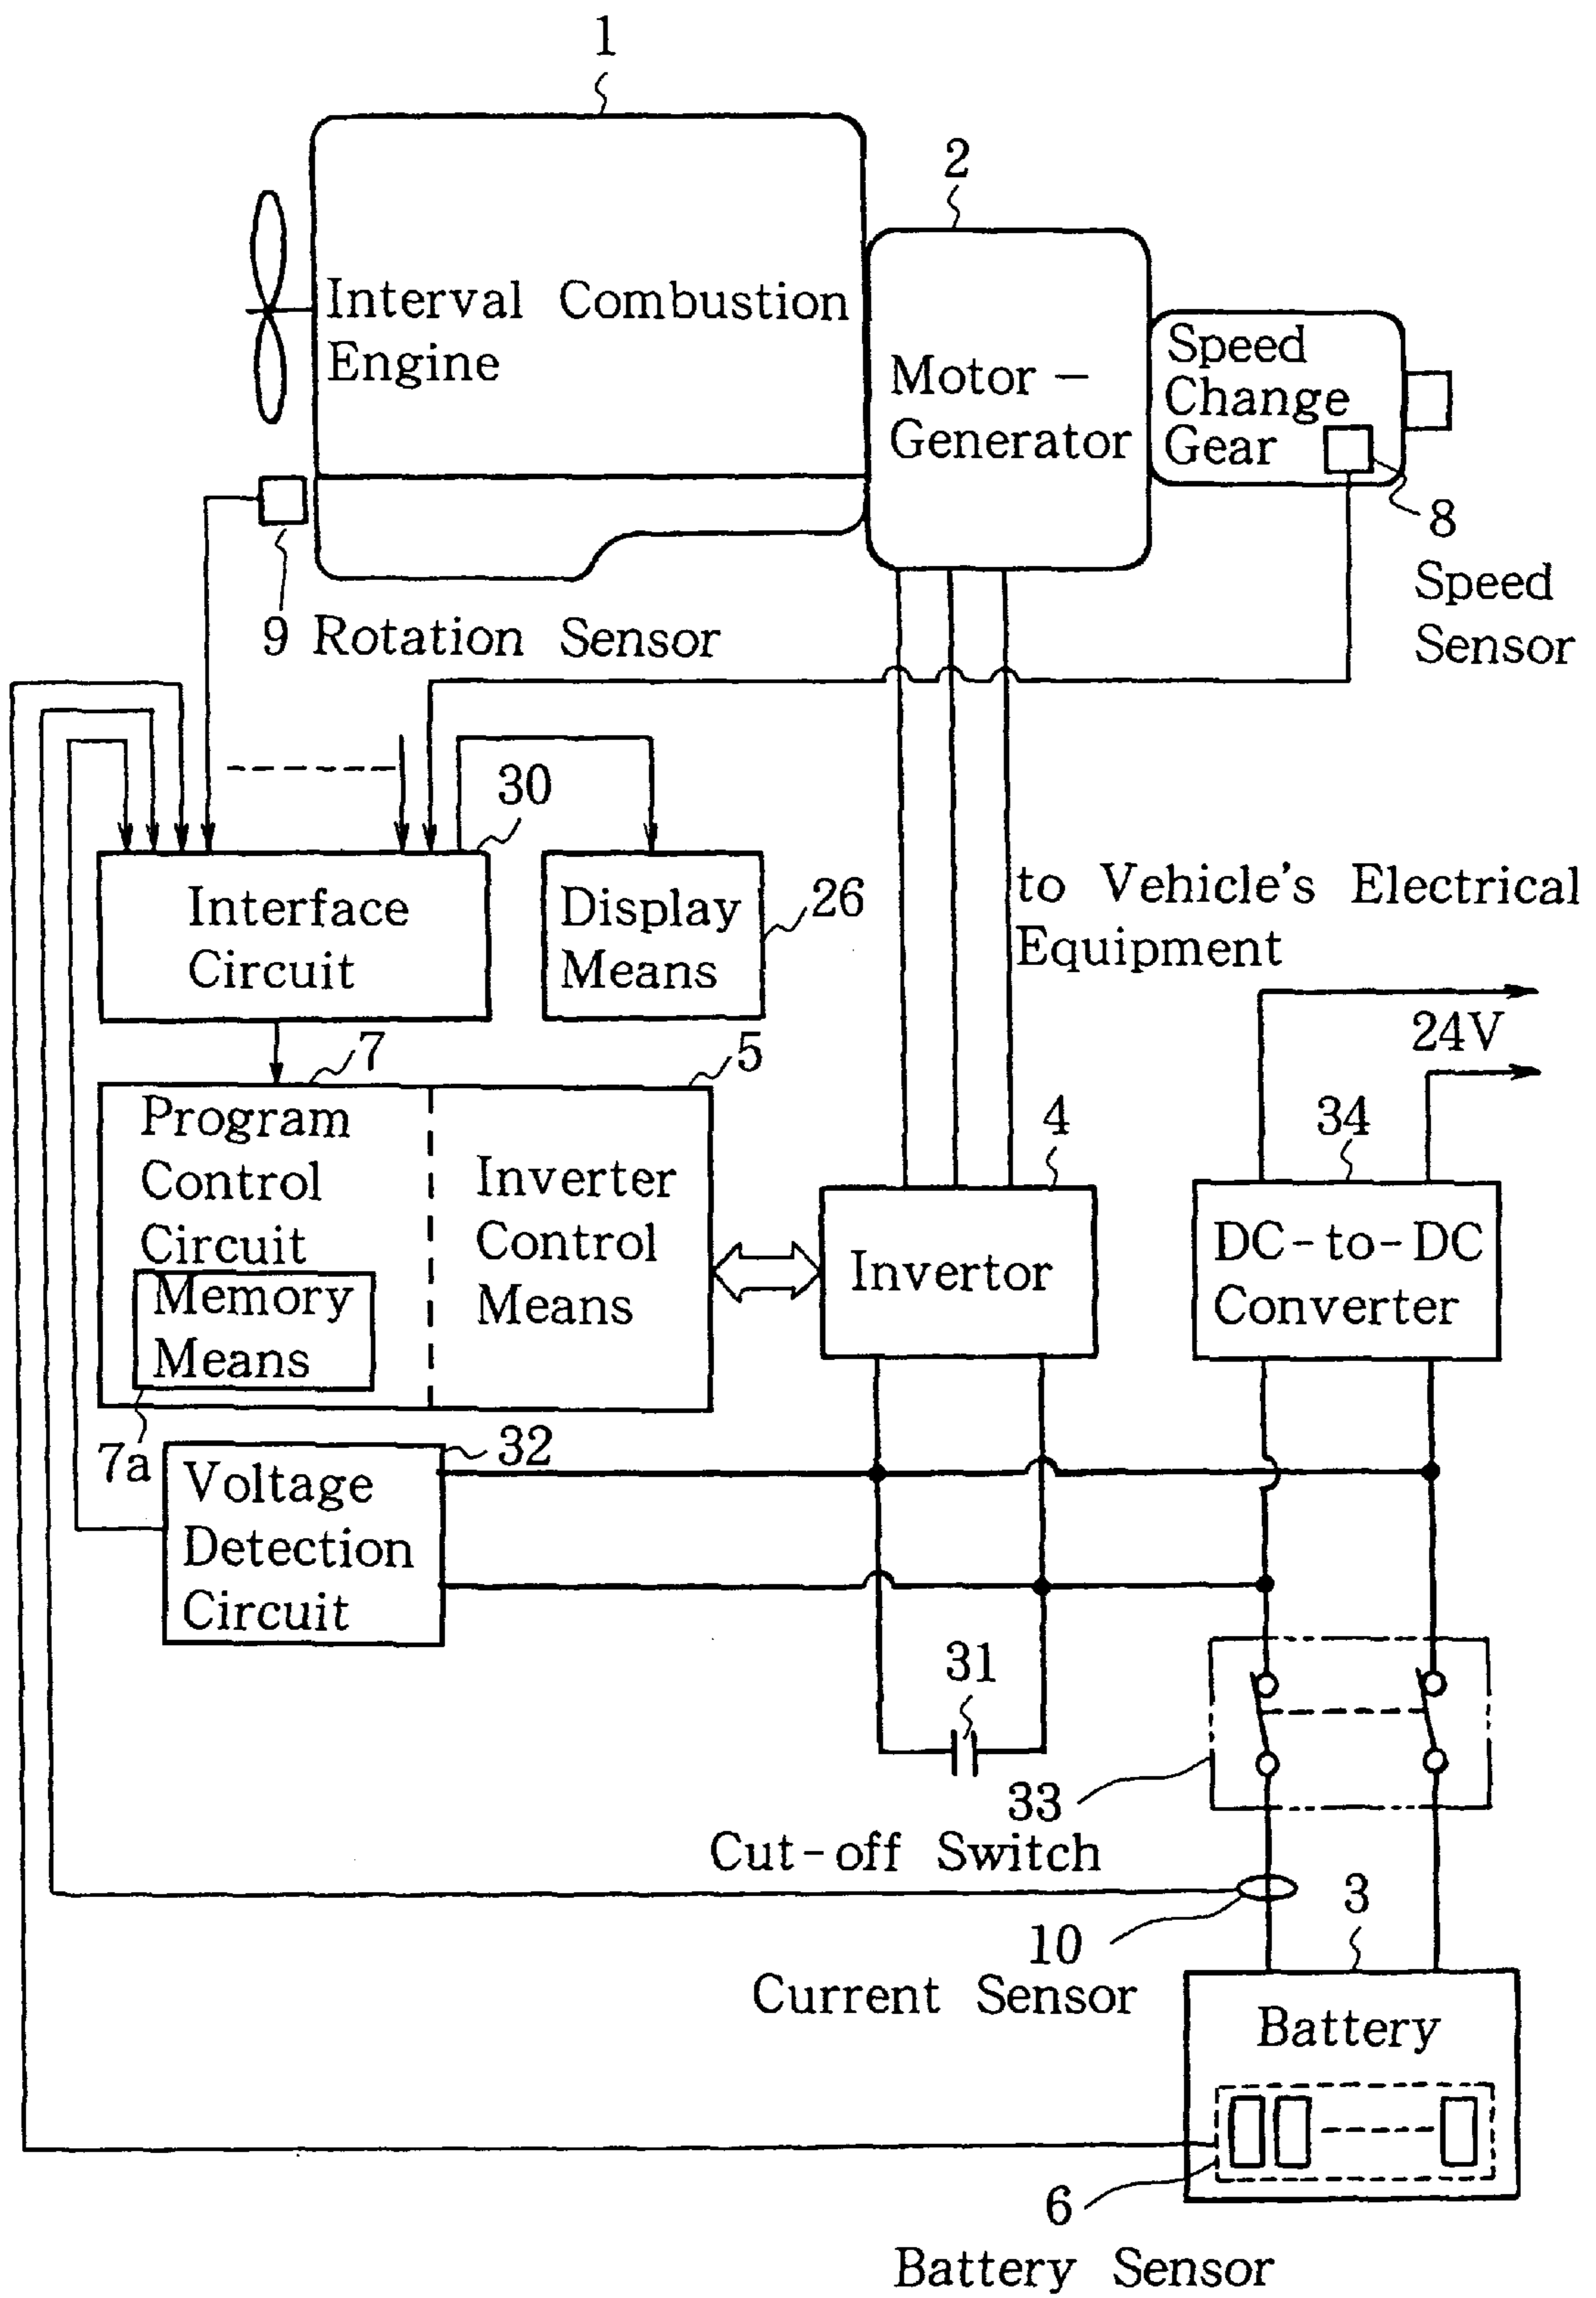 1
2
Interval Combustion
Engine
Motor-
Generator
Speed
Change
Gear
8
Speed
Sensor
9 Rotation Sensor
30
Interface
Circuit
Display
Means
26
to Vehicle's Electrical
Equipment
24V
7
5
4
34
Program
Control
Circuit
Memory
Means
7a
Inverter
Control
Means
Invertor
DC-to-DC
Converter
32
Voltage
Detection
Circuit
31
33
Cut-off Switch
10
Current Sensor
3
Battery
6
Battery Sensor